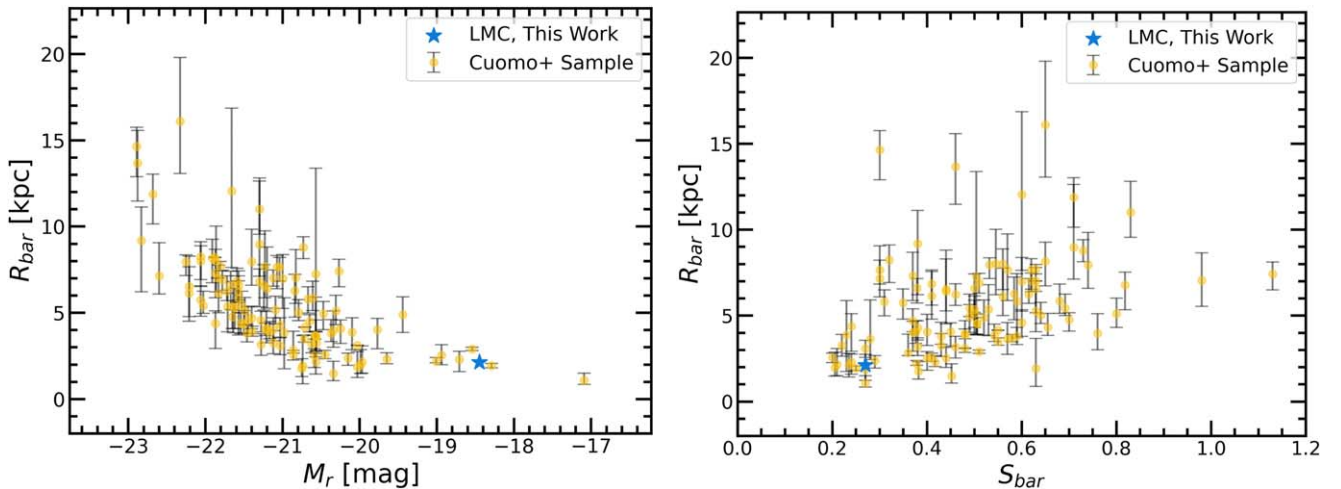 LMC, This Work
Cuomo+ Sample
20
15
10
5
0
R_bar [kpc]
−23 −22 −21 −20 −19 −18 −17
M_r [mag]
LMC, This Work
Cuomo+ Sample
20
15
10
5
0
R_bar [kpc]
0.0 0.2 0.4 0.6 0.8 1.0 1.2
S_bar